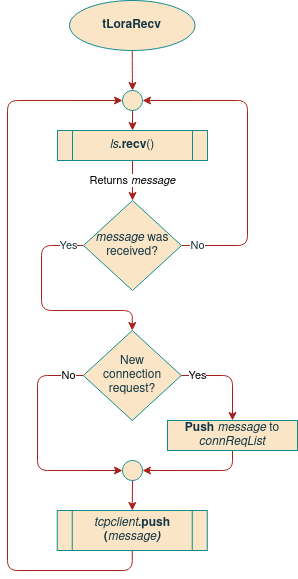 tLoraRecv
ls.recv()
Returns message
message was
received?
Yes
No
New
connection
request?
No
Yes
Push message to
connReqList
tcpclient.push
(message)